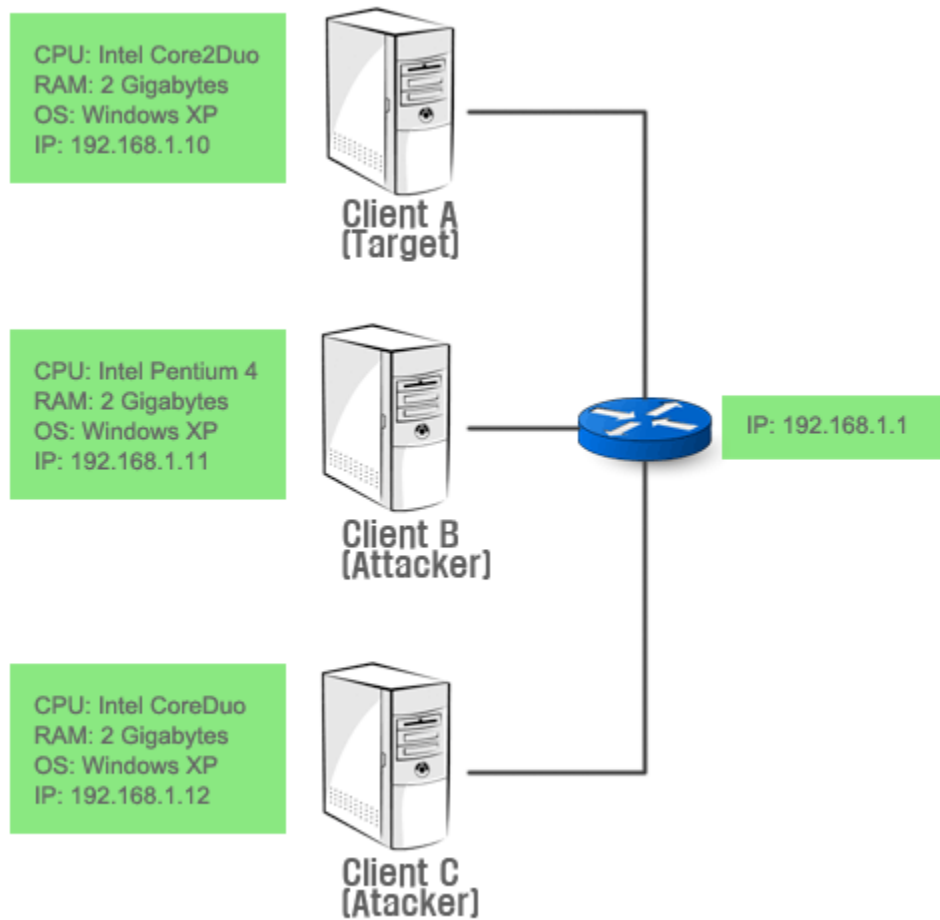 CPU: Intel Core2Duo
RAM: 2 Gigabytes
OS: Windows XP
IP: 192.168.1.10
Client A
(Target)
CPU: Intel Pentium 4
RAM: 2 Gigabytes
OS: Windows XP
IP: 192.168.1.11
Client B
(Attacker)
IP: 192.168.1.1
CPU: Intel CoreDuo
RAM: 2 Gigabytes
OS: Windows XP
IP: 192.168.1.12
Client C
(Atacker)